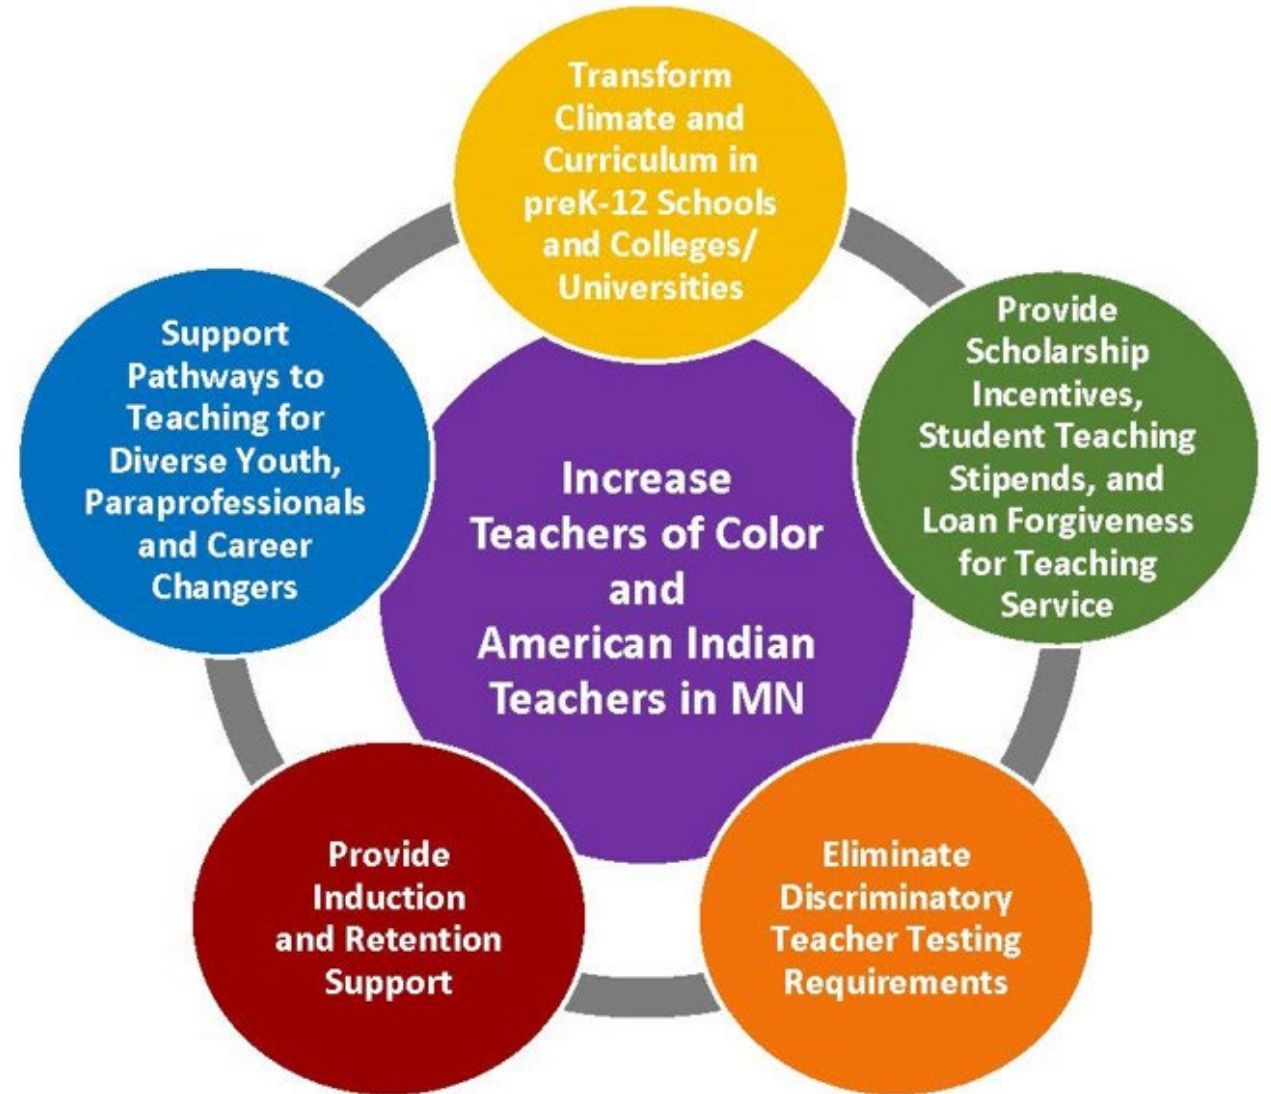 Transform
Climate and
Curriculum in
preK-12 Schools
and Colleges/
Universities
Provide
Scholarship
Incentives,
Student Teaching
Stipends, and
Loan Forgiveness
for Teaching
Service
Eliminate
Discriminatory
Teacher Testing
Requirements
Provide
Induction
and Retention
Support
Support
Pathways to
Teaching for
Diverse Youth,
Paraprofessionals
and Career
Changers
Increase
Teachers of Color
and
American Indian
Teachers in MN